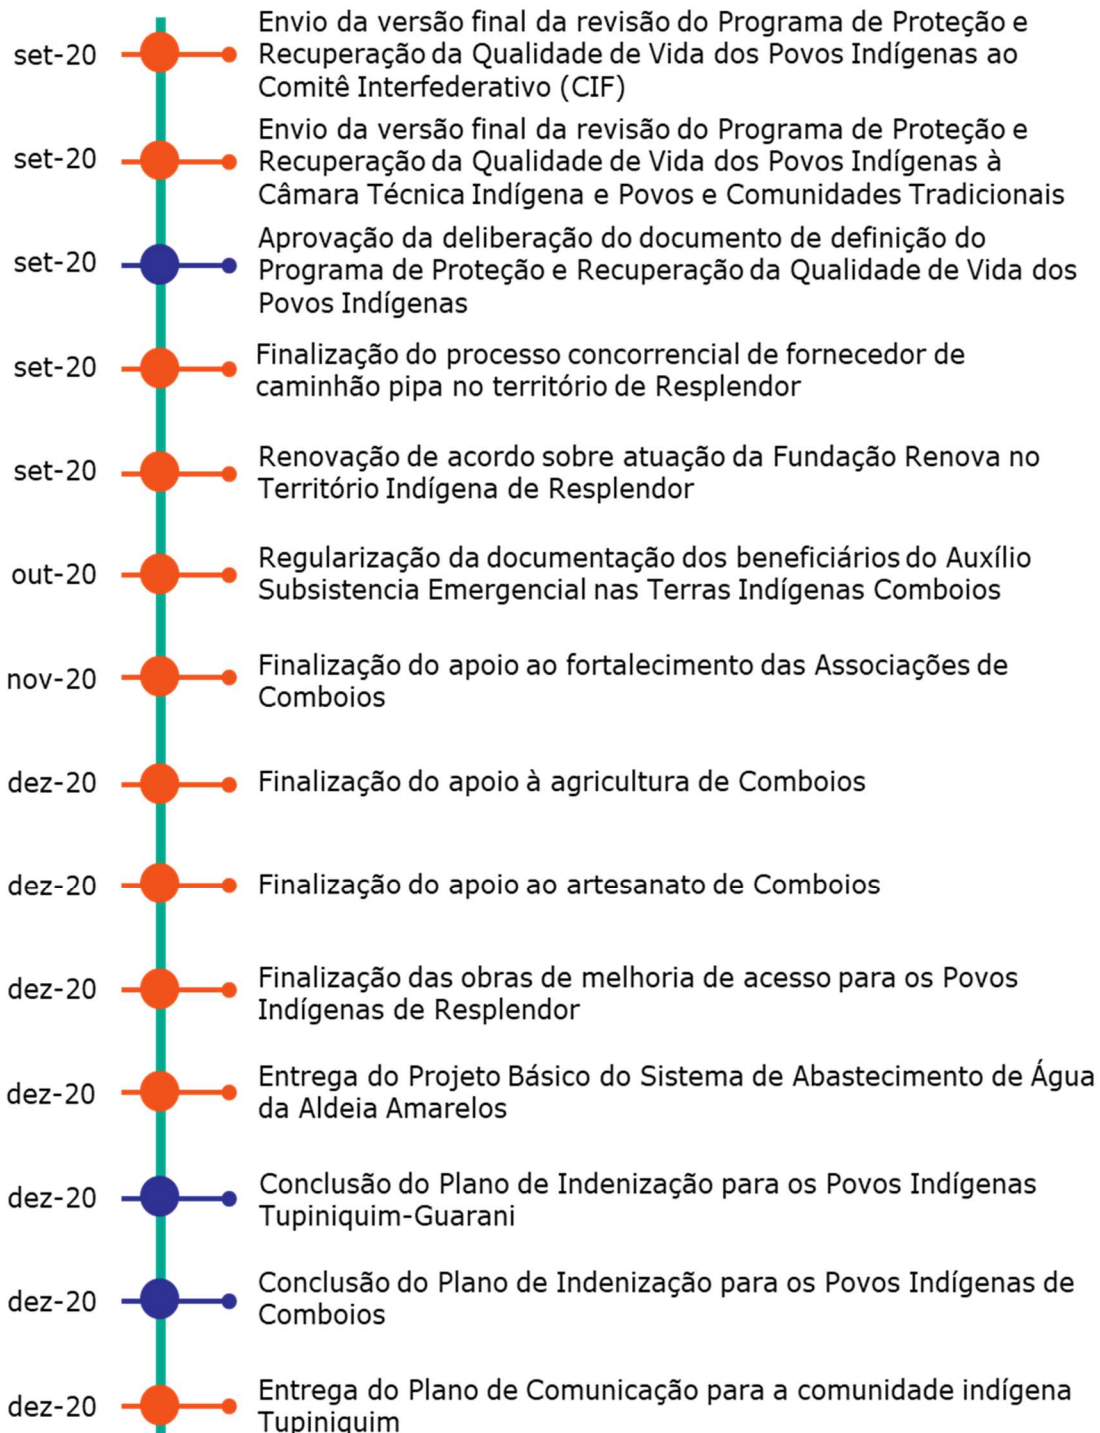 Envio da versão final da revisão do Programa de Proteção e
set-20 Recuperação da Qualidade de Vida dos Povos Indígenas ao
Comitê Interfederativo (CIF)
Envio da versão final da revisão do Programa de Proteção e
set-20 Recuperação da Qualidade de Vida dos Povos Indígenas à
Câmara Técnica Indígena e Povos e Comunidades Tradicionais
Aprovação da deliberação do documento de definição do
set-20 Programa de Proteção e Recuperação da Qualidade de Vida dos
Povos Indígenas
set-20 Finalização do processo concorrencial de fornecedor de
caminhão pipa no território de Resplendor
set-20 Renovação de acordo sobre atuação da Fundação Renova no
Território Indígena de Resplendor
out-20 Regularização da documentação dos beneficiários do Auxílio
Subsistencia Emergencial nas Terras Indígenas Comboios
nov-20 Finalização do apoio ao fortalecimento das Associações de
Comboios
dez-20 Finalização do apoio à agricultura de Comboios
dez-20 Finalização do apoio ao artesanato de Comboios
dez-20 Finalização das obras de melhoria de acesso para os Povos
Indígenas de Resplendor
dez-20 Entrega do Projeto Básico do Sistema de Abastecimento de Água
da Aldeia Amarelos
dez-20 Conclusão do Plano de Indenização para os Povos Indígenas
Tupiniquim-Guarani
dez-20 Conclusão do Plano de Indenização para os Povos Indígenas de
Comboios
dez-20 Entrega do Plano de Comunicação para a comunidade indígena
Tupiniquim